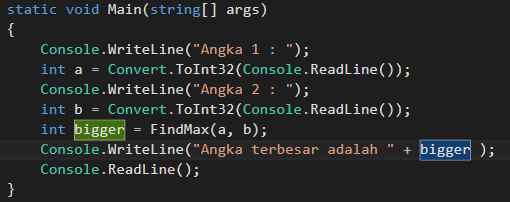 static void Main(string[] args)
{
Console.WriteLine("Angka 1 : ");
int a = Convert.ToInt32(Console.ReadLine());
Console.WriteLine("Angka 2 : ");
int b = Convert.ToInt32(Console.ReadLine());
int bigger = FindMax(a, b);
Console.WriteLine("Angka terbesar adalah " + bigger );
Console.ReadLine();
}